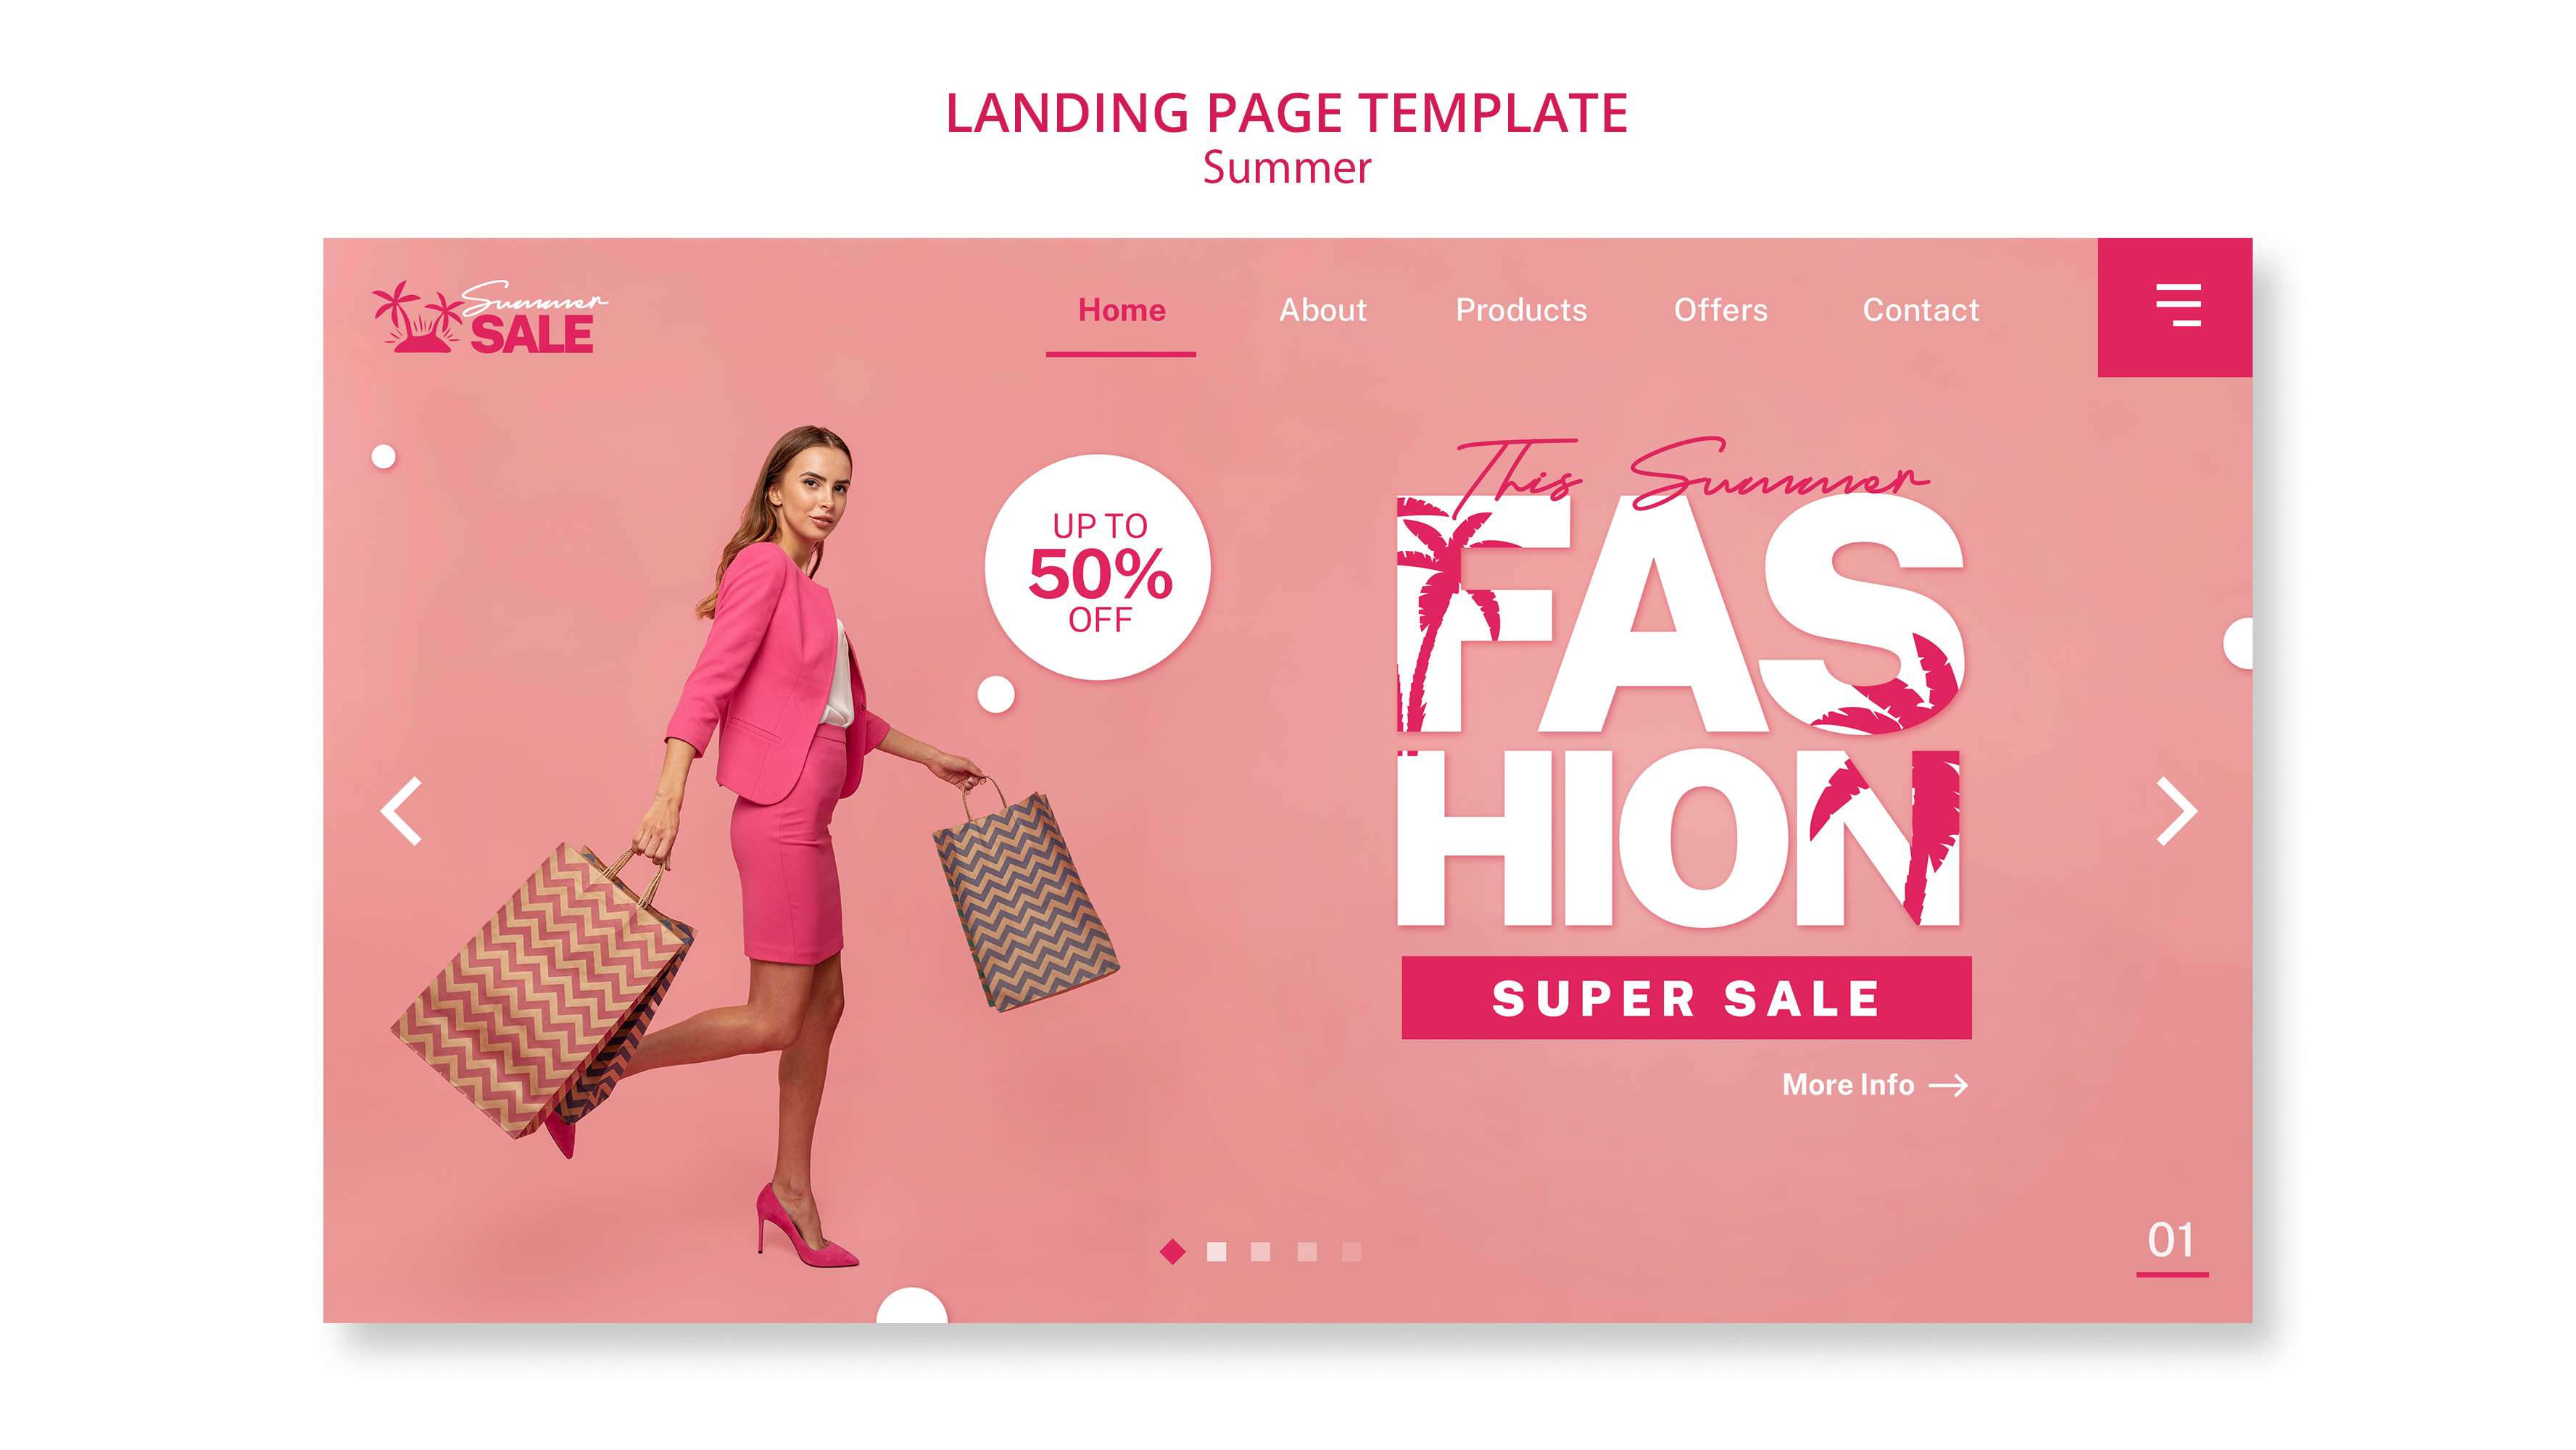 LANDING PAGE TEMPLATE
Summer
Summer
SALE
Home About Products Offers Contact
UP TO
50%
OFF
This Summer
FAS
HION
SUPER SALE
More Info
01